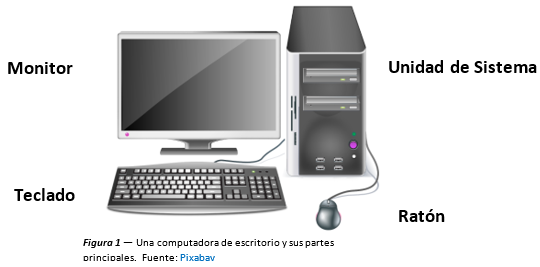 Monitor
Unidad de Sistema
Teclado
Ratón
Figura 1 — Una computadora de escritorio y sus partes
principales. Fuente: Pixabay